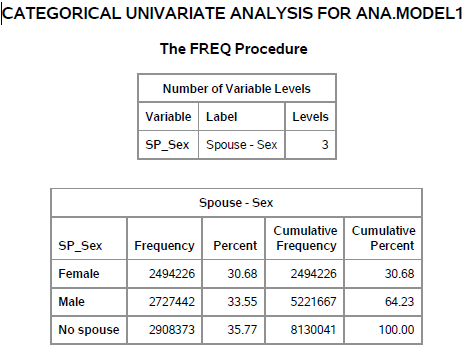 CATEGORICAL UNIVARIATE ANALYSIS FOR ANA.MODEL1
The FREQ Procedure
Number of Variable Levels
Variable Label Levels
SP_Sex Spouse - Sex 3
Spouse - Sex
SP_Sex Frequency Percent Cumulative Frequency Cumulative Percent
Female 2494226 30.68 2494226 30.68
Male 2727442 33.55 5221667 64.23
No spouse 2908373 35.77 8130041 100.00